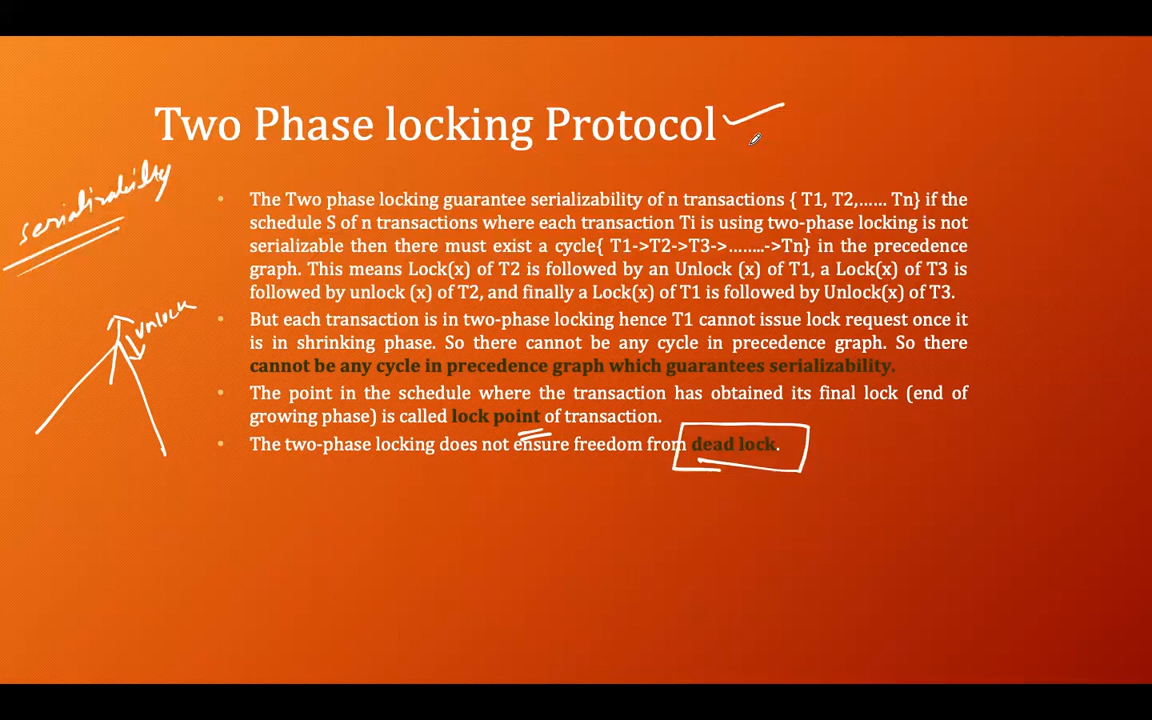 Two Phase locking Protocol
serializability
• The Two phase locking guarantee serializability of n transactions { T1, T2,...... Tn} if the
schedule S of n transactions where each transaction Ti is using two-phase locking is not
serializable then there must exist a cycle{ T1->T2->T3->........->Tn} in the precedence
graph. This means Lock(x) of T2 is followed by an Unlock (x) of T1, a Lock(x) of T3 is
followed by unlock (x) of T2, and finally a Lock(x) of T1 is followed by Unlock(x) of T3.
unlock
• But each transaction is in two-phase locking hence T1 cannot issue lock request once it
is in shrinking phase. So there cannot be any cycle in precedence graph. So there
cannot be any cycle in precedence graph which guarantees serializability.
• The point in the schedule where the transaction has obtained its final lock (end of
growing phase) is called lock point of transaction.
• The two-phase locking does not ensure freedom from dead lock.